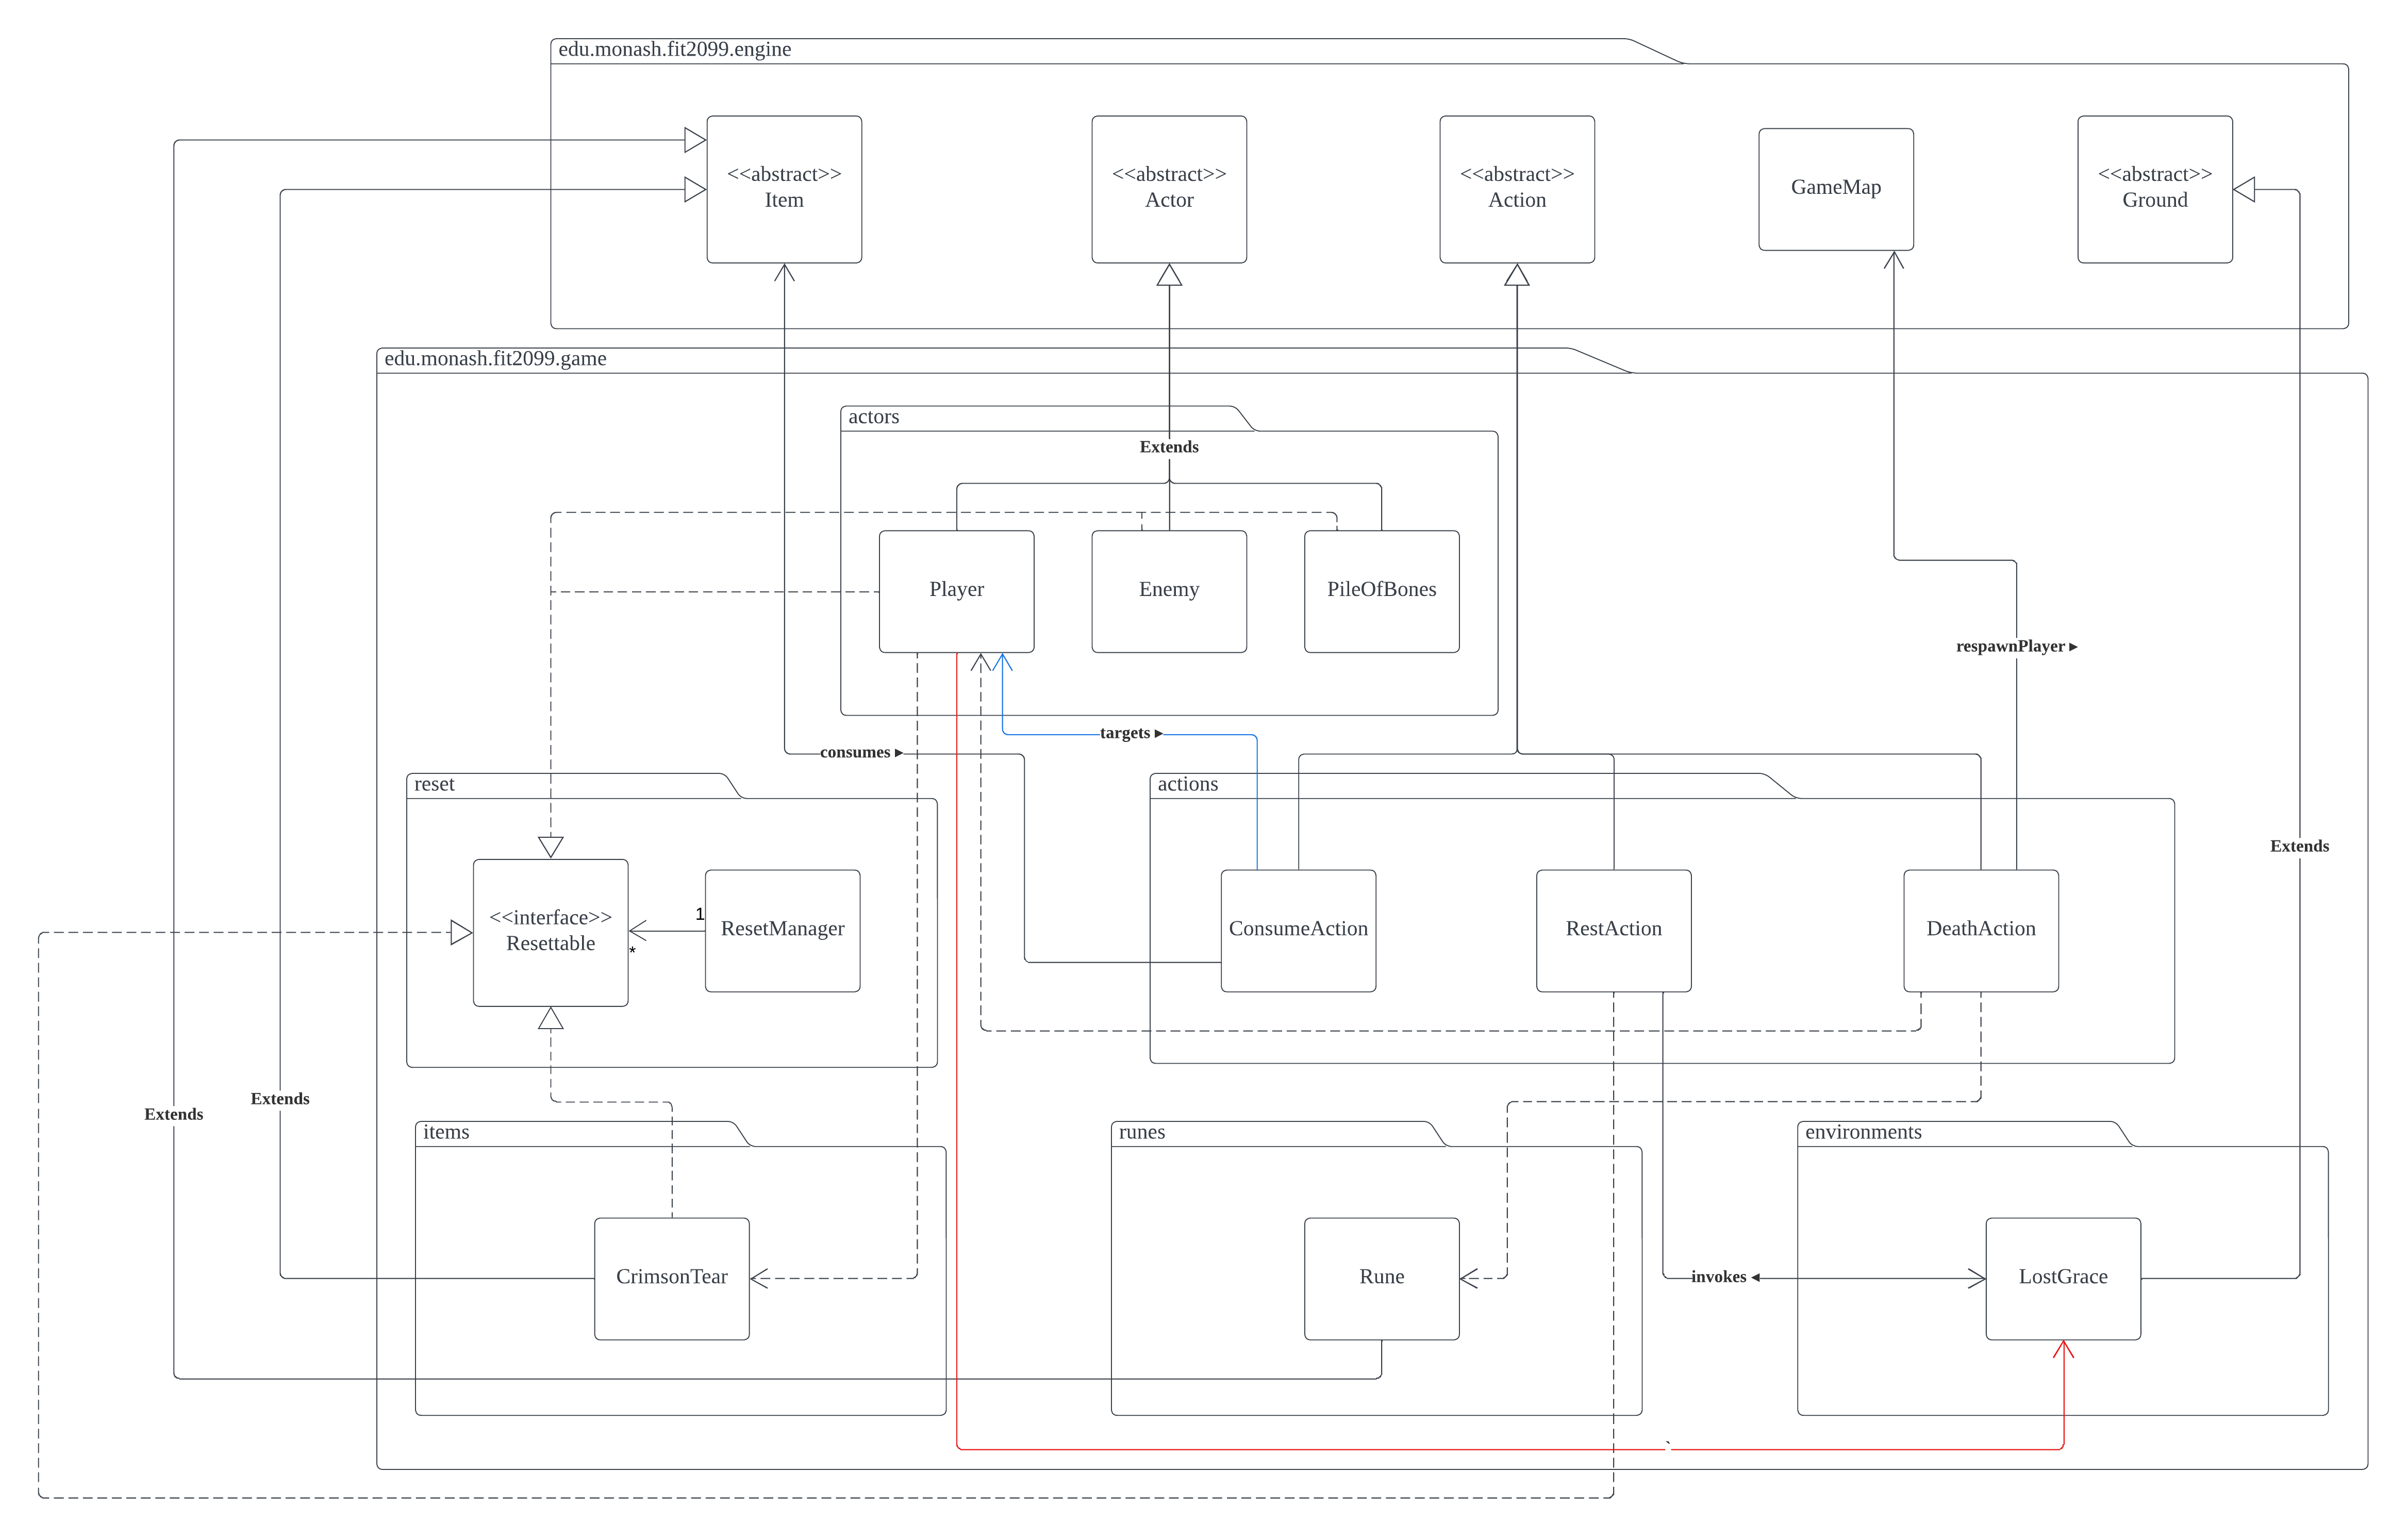 edu.monash.fit2099.engine
<<abstract>>
Item
<<abstract>>
Actor
<<abstract>>
Action
GameMap
<<abstract>>
Ground
edu.monash.fit2099.game
actors
Extends
Player
Enemy
PileOfBones
respawnPlayer ▸
targets ▸
consumes ▸
reset
actions
Extends
<<interface>>
Resettable
1
*
ResetManager
ConsumeAction
RestAction
DeathAction
Extends
Extends
items
runes
environments
CrimsonTear
Rune
invokes ◂
LostGrace
`